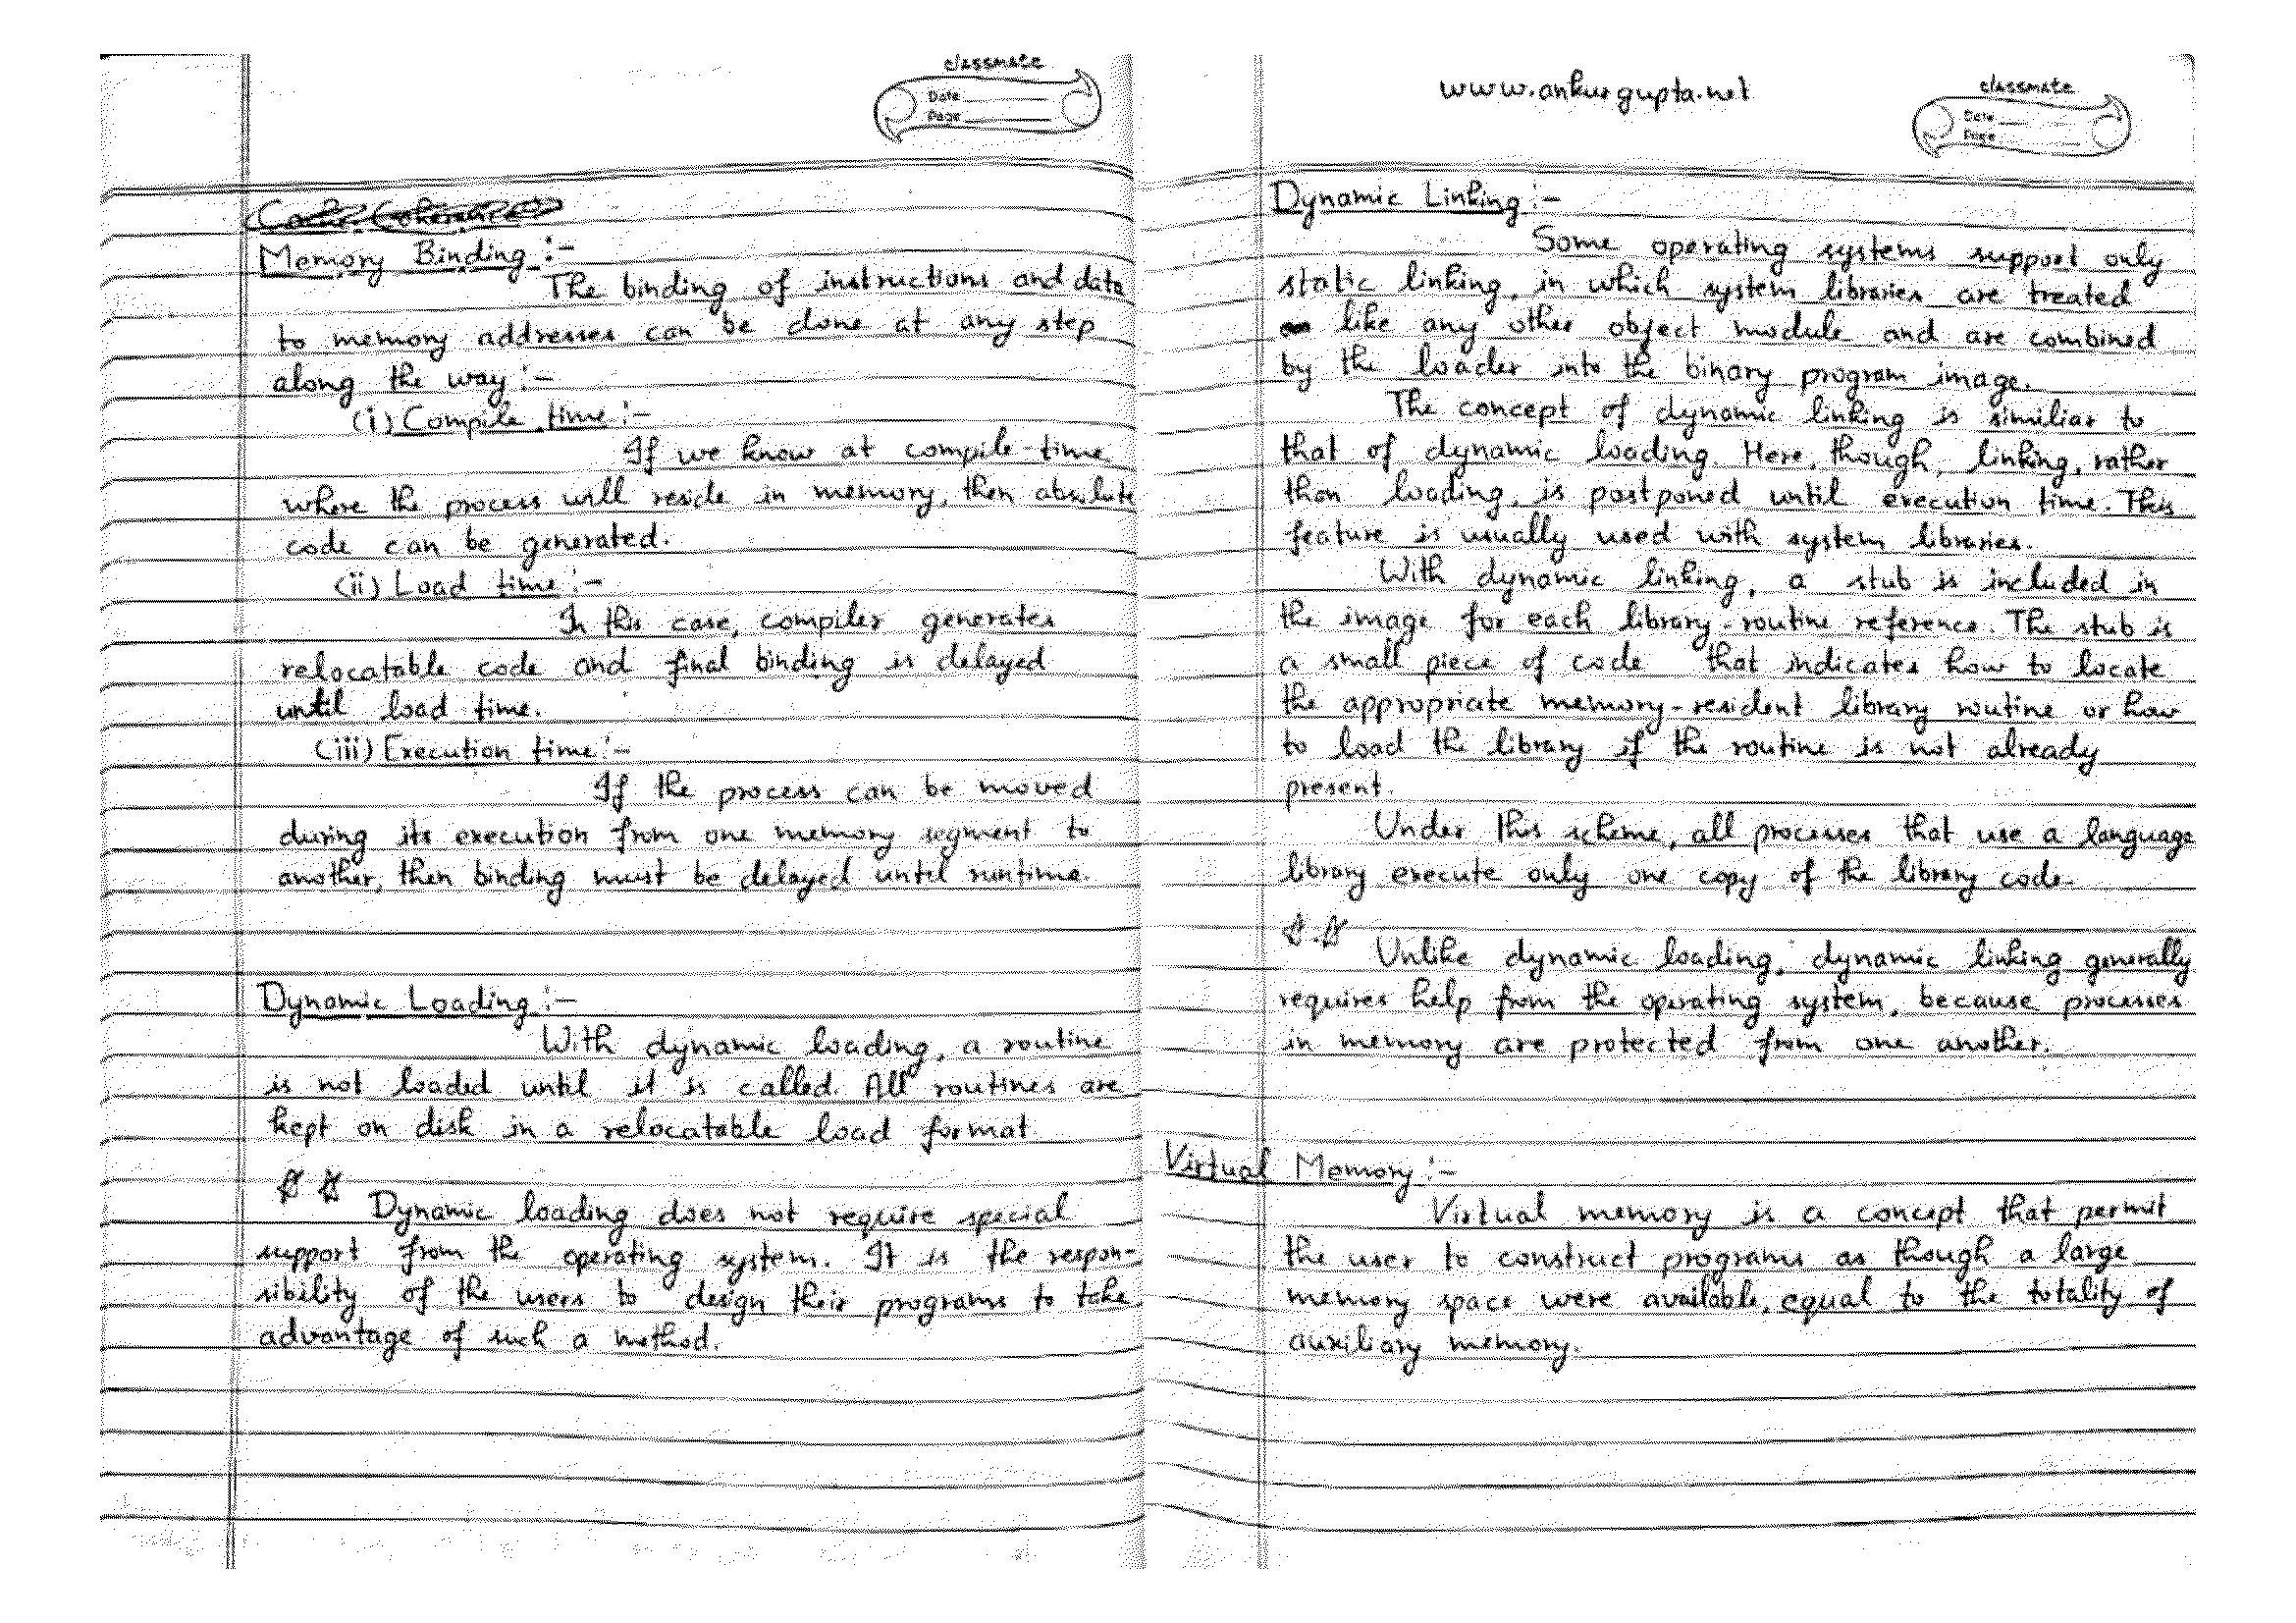 classmate
Date
Page
Memory Binding :-
The binding of instructions and data
to memory addresses can be done at any step
along the way :-
(i) Compile time :-
If we know at compile-time
where the process will reside in memory, then absolute
code can be generated.
(ii) Load time :-
In this case, compiler generates
relocatable code and final binding is delayed
until load time.
(iii) Execution time :-
If the process can be moved
during its execution from one memory segment to
another, then binding must be delayed until runtime.
Dynamic Loading :-
With dynamic loading, a routine
is not loaded until it is called. All routines are
kept on disk in a relocatable load format
Dynamic loading does not require special
support from the operating system. It is the respon-
sibility of the users to design their programs to take
advantage of such a method.
www.ankurgupta.net
classmate
Date
Page
Dynamic Linking :-
Some operating systems support only
static linking, in which system libraries are treated
like any other object module and are combined
by the loader into the binary program image.
The concept of dynamic linking is similiar to
that of dynamic loading. Here, though, linking, rather
than loading, is postponed until execution time. This
feature is usually used with system libraries.
With dynamic linking, a stub is included in
the image for each library-routine reference. The stub is
a small piece of code that indicates how to locate
the appropriate memory-resident library routine or how
to load the library if the routine is not already
present.
Under this scheme, all processes that use a language
library execute only one copy of the library code.
Unlike dynamic loading, dynamic linking generally
requires help from the operating system, because processes
in memory are protected from one another.
Virtual Memory :-
Virtual memory is a concept that permit
the user to construct programs as though a large
memory space were available, equal to the totality of
auxiliary memory.